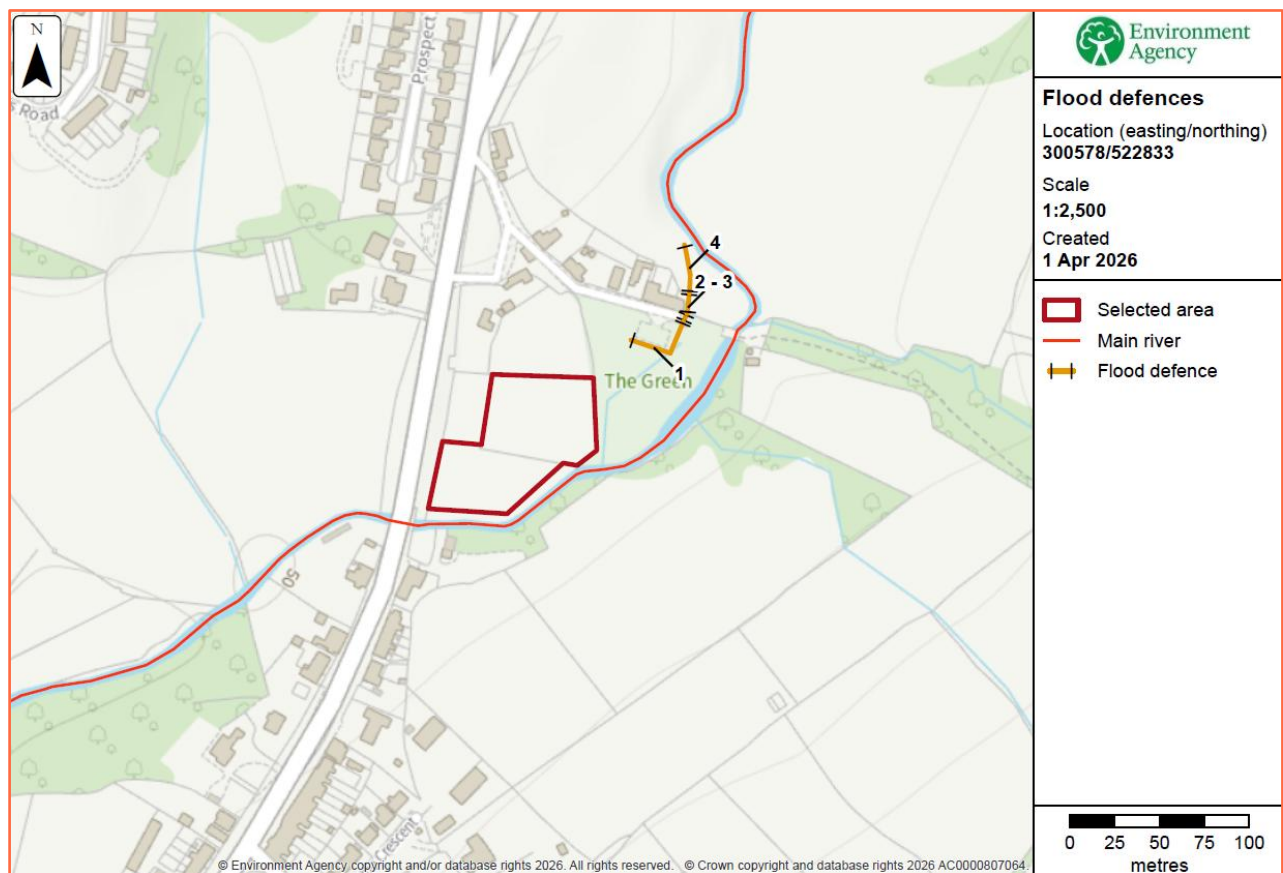 N
s Road
Prospect
4
2 - 3
1
The Green
50
Crescent
© Environment Agency copyright and/or database rights 2026. All rights reserved. © Crown copyright and database rights 2026 AC0000807064.
Environment
Agency
Flood defences
Location (easting/northing)
300578/522833
Scale
1:2,500
Created
1 Apr 2026
Selected area
Main river
Flood defence
0 25 50 75 100
metres